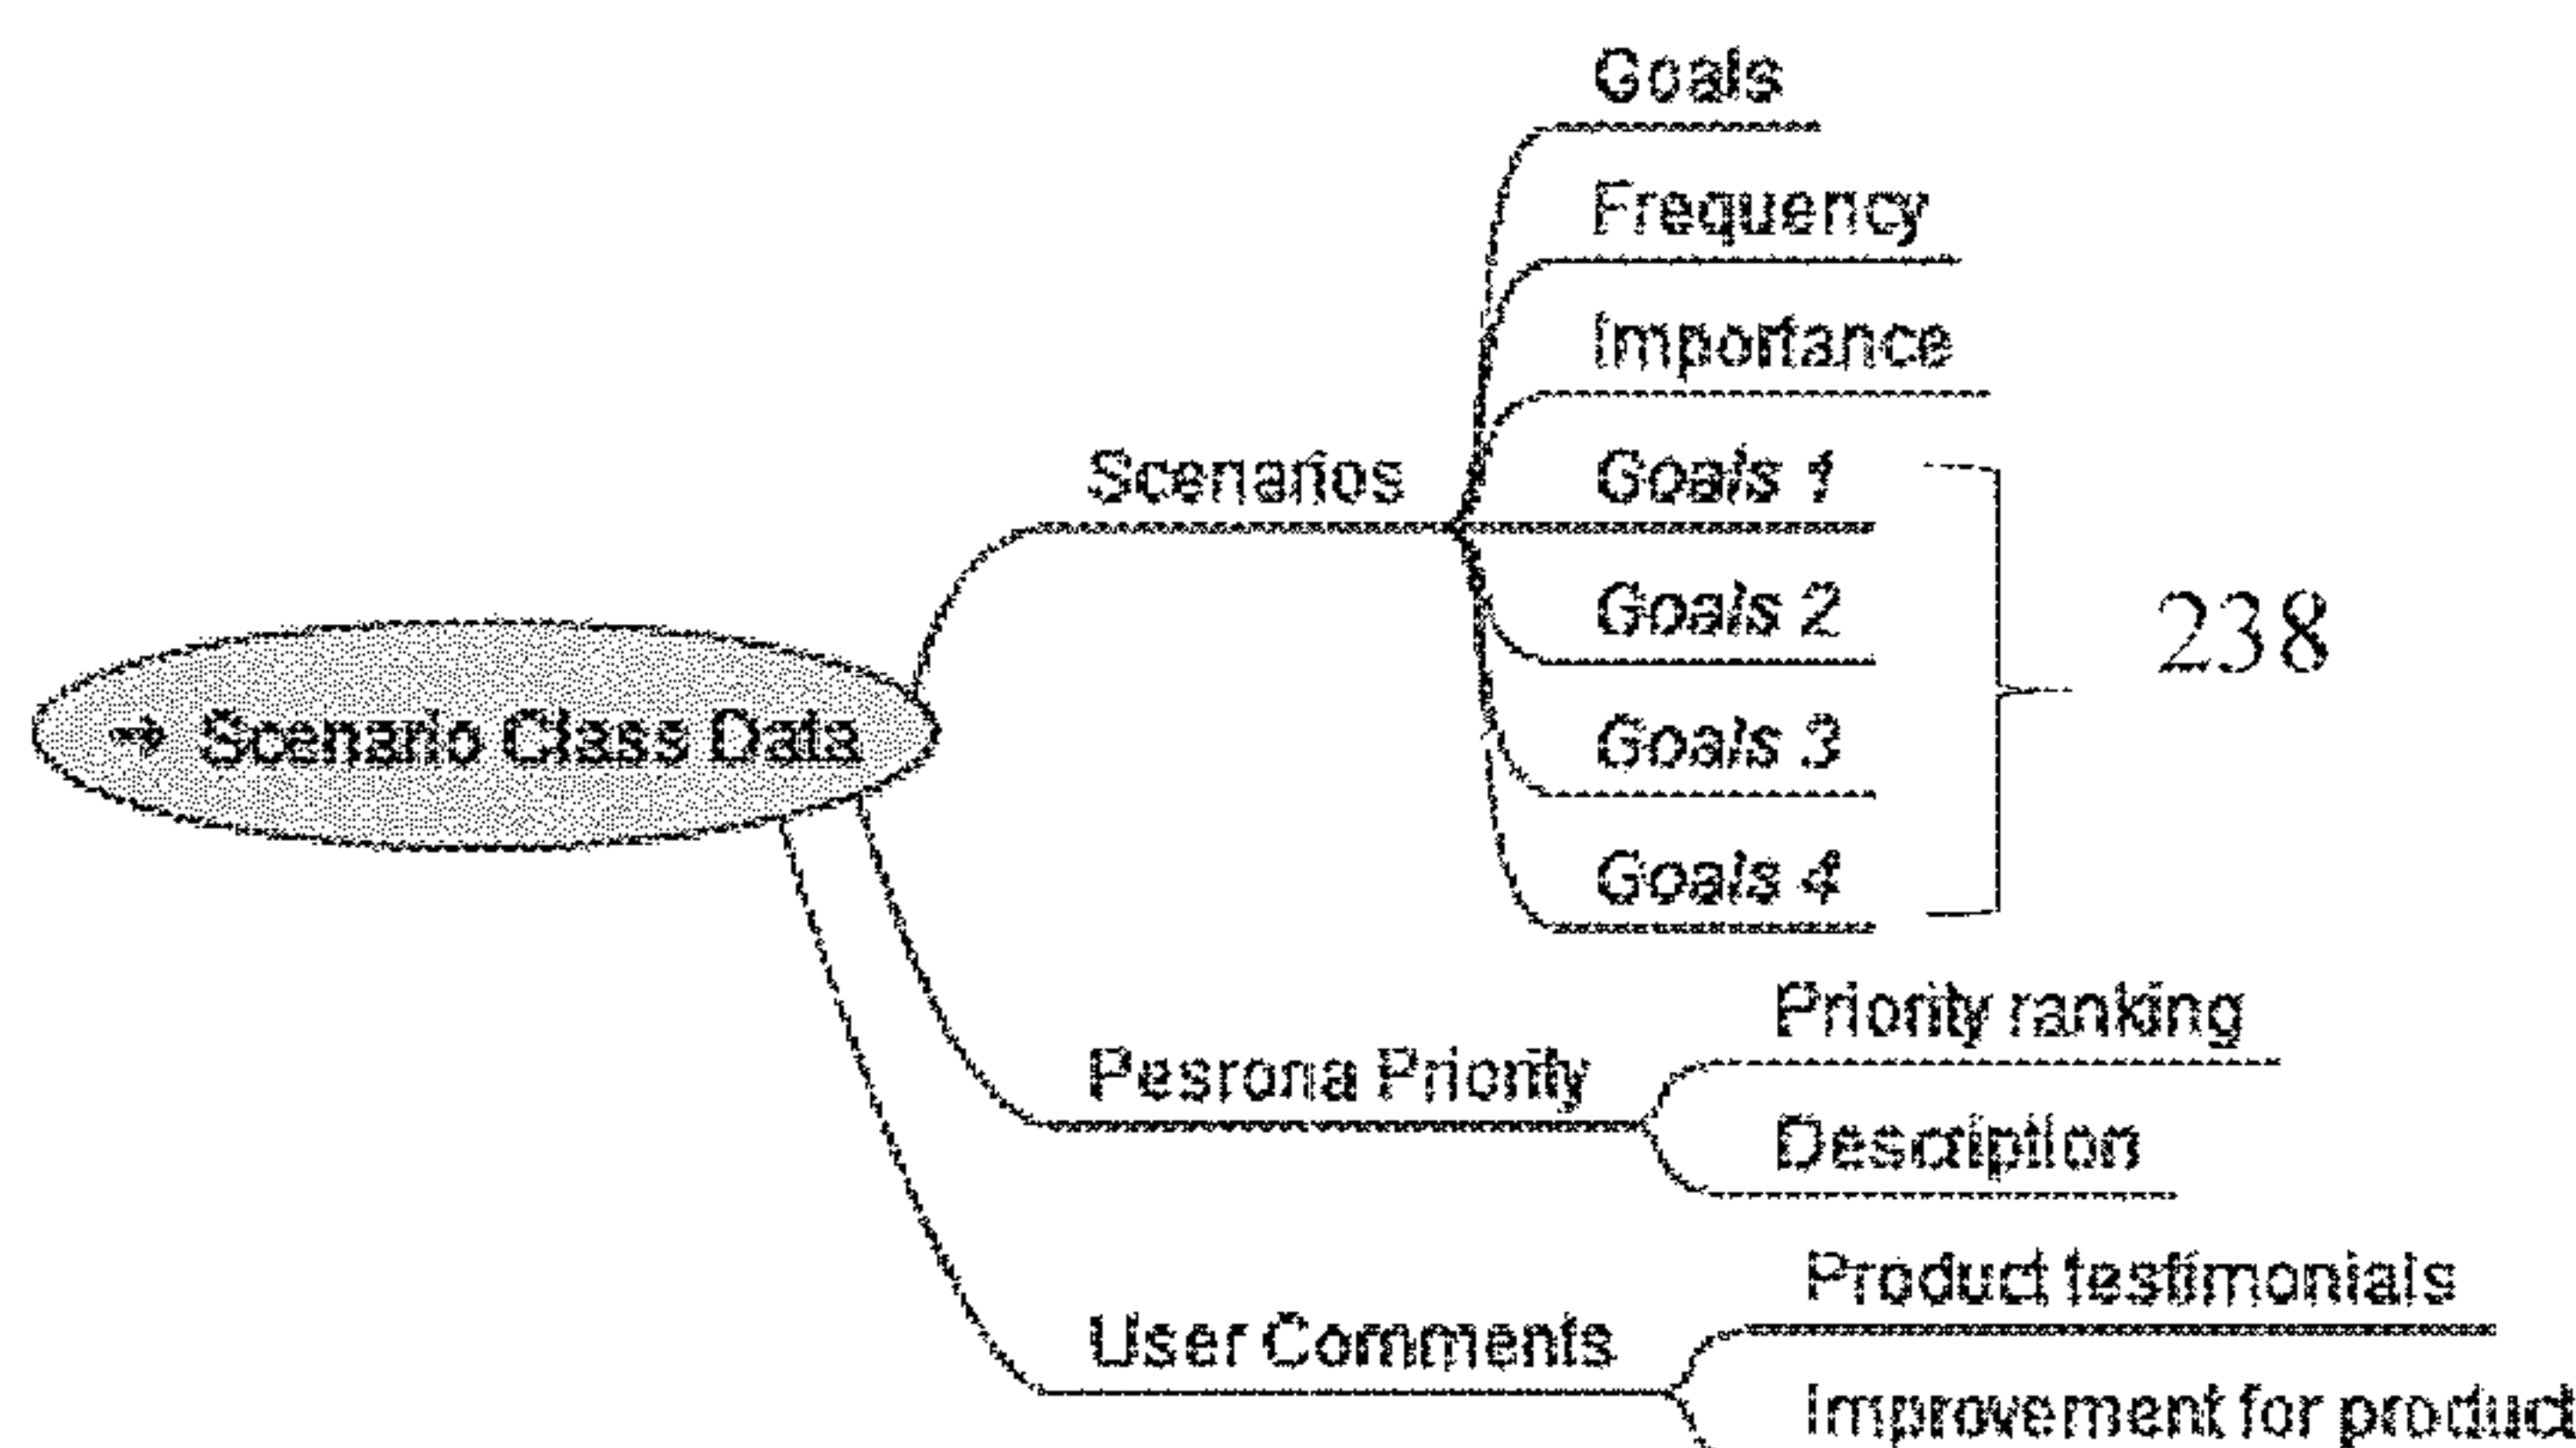 Goals
Frequency
Importance
Scenarios
Goals 1
Goals 2
238
⇒ Scenario Class Data
Goals 3
Goals 4
Priority ranking
Pesrona Priority
Description
Product testimonials
User Comments
Improvement for product